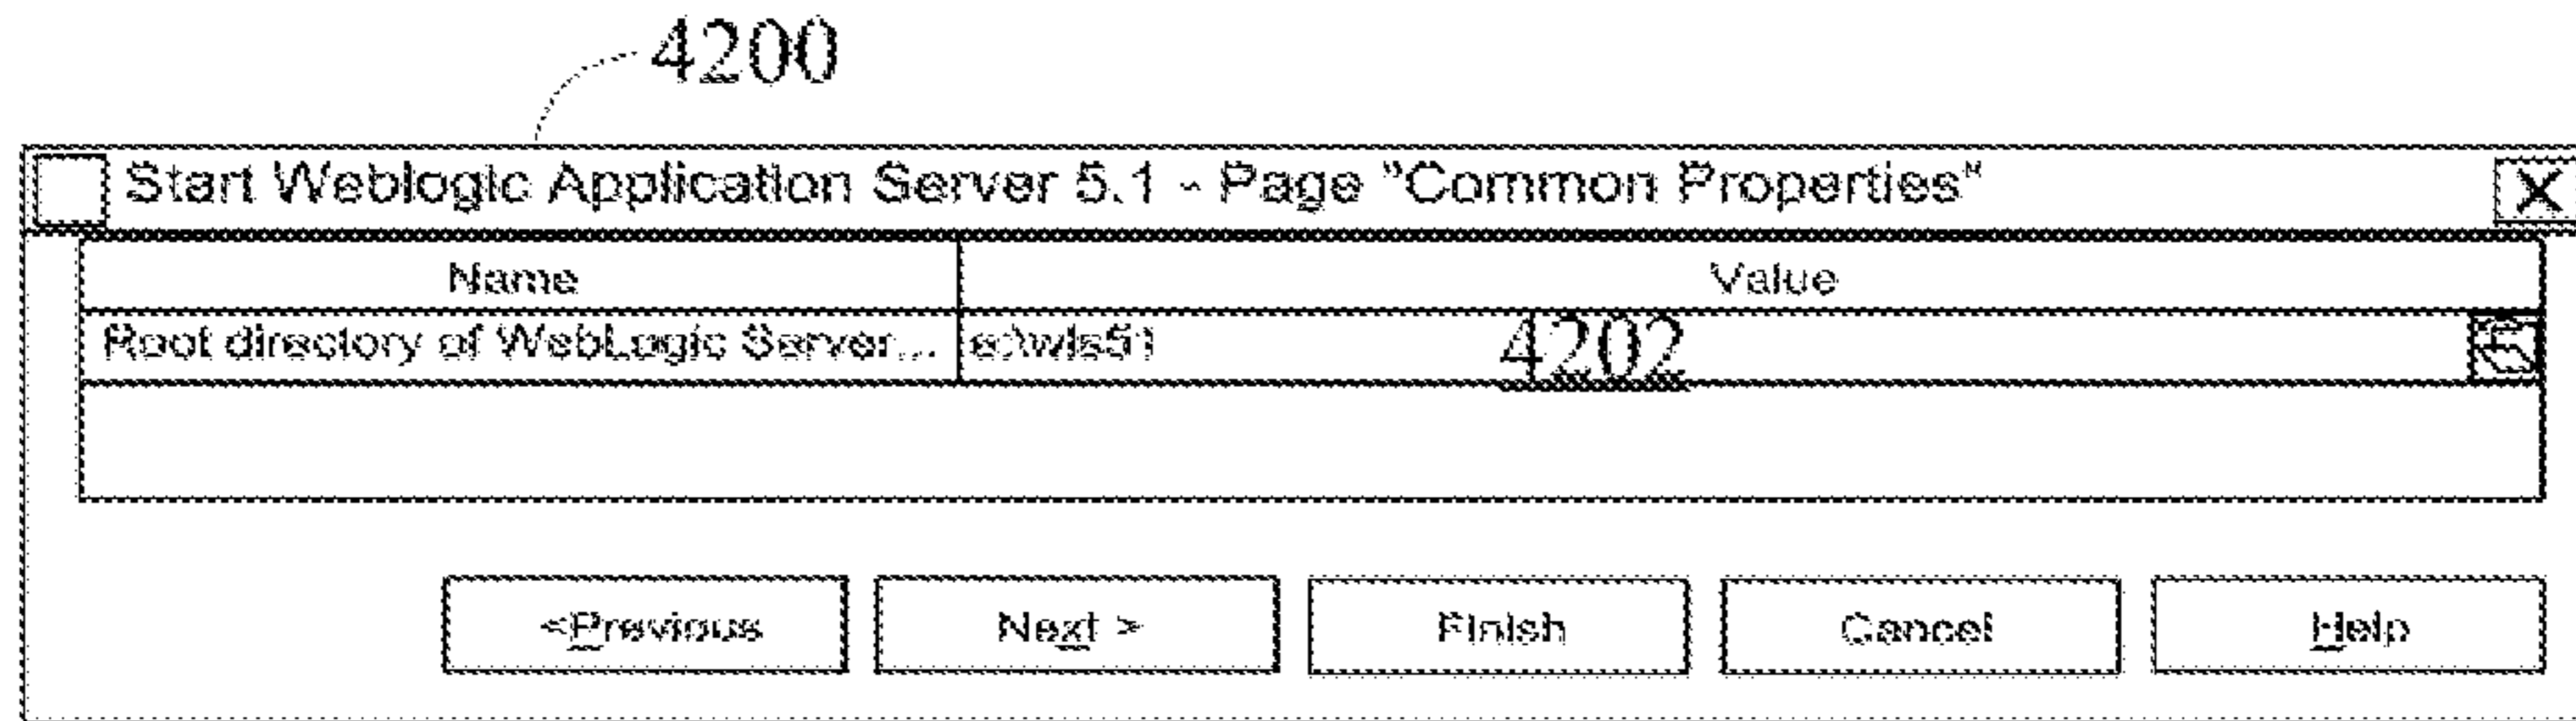 4200
Start Weblogic Application Server 5.1 - Page "Common Properties"
Name Value
Root directory of WebLogic Server... 4202
<Previous Next > Finish Cancel Help